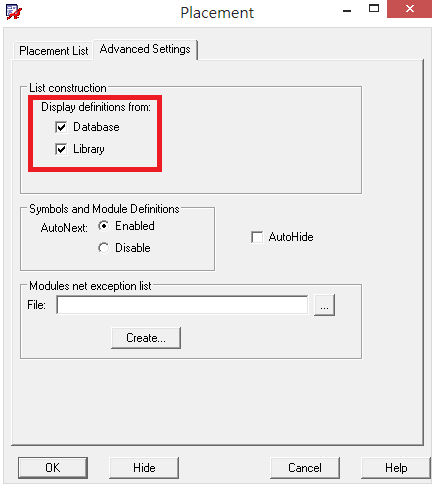 Placement
Placement List Advanced Settings
List construction
Display definitions from:
Database
Library
Symbols and Module Definitions
AutoNext: Enabled
Disable
AutoHide
Modules net exception list
File: ...
Create...
OK Hide Cancel Help